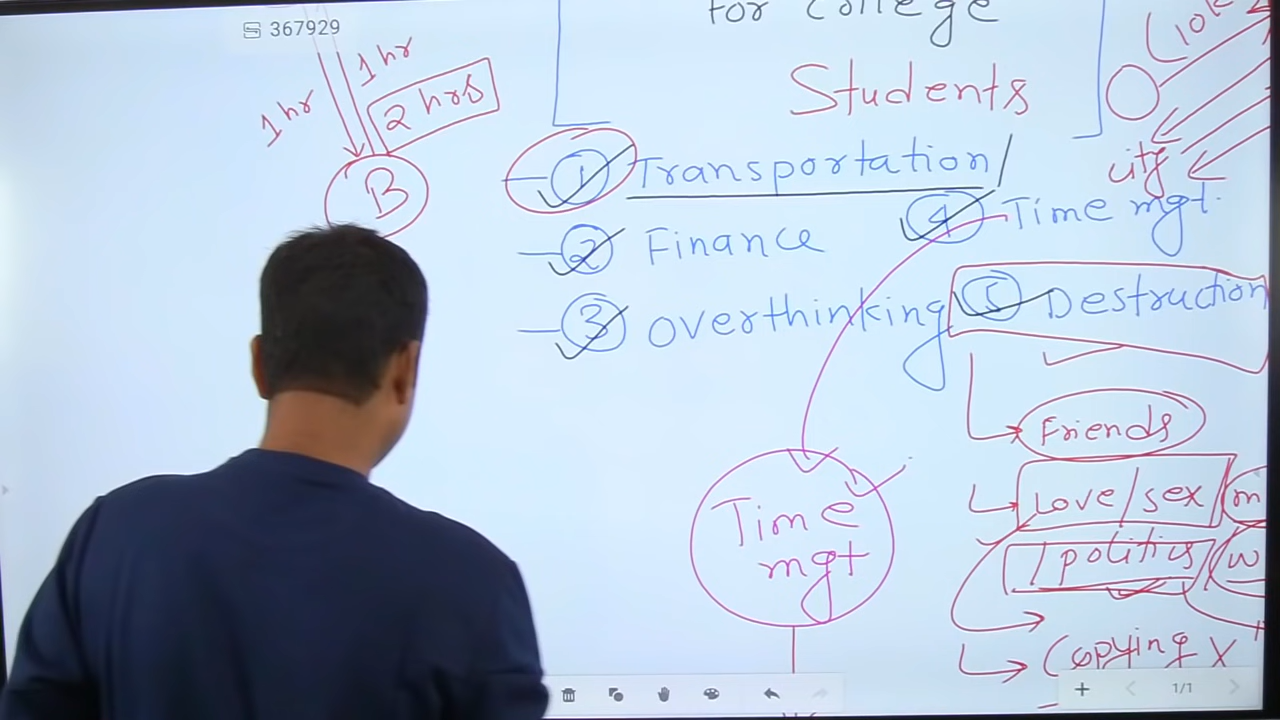 367929
for college
Students
1 hr
1 hr
2 hrs
B
(10k
city
1 Transportation/
2 Finance
3 Overthinking
4 Time mgt.
5 Destruction
Friends
Love/sex/
/politics/
Copying X
Time
mgt
1/1